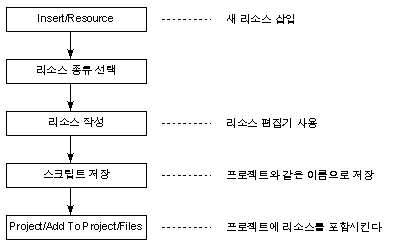 Insert/Resource 새 리소스 삽입
리소스 종류 선택
리소스 작성 리소스 편집기 사용
스크립트 저장 프로젝트와 같은 이름으로 저장
Project/Add To Project/Files 프로젝트에 리소스를 포함시킨다